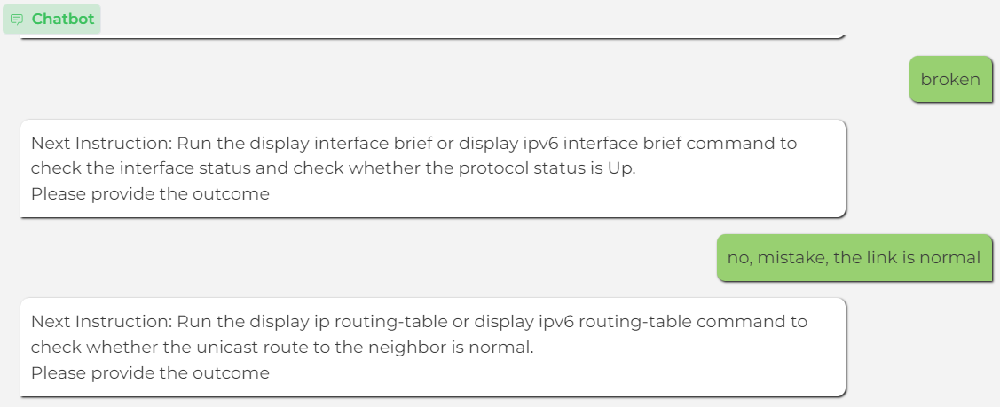 Chatbot
broken
Next Instruction: Run the display interface brief or display ipv6 interface brief command to
check the interface status and check whether the protocol status is Up.
Please provide the outcome
no, mistake, the link is normal
Next Instruction: Run the display ip routing-table or display ipv6 routing-table command to
check whether the unicast route to the neighbor is normal.
Please provide the outcome